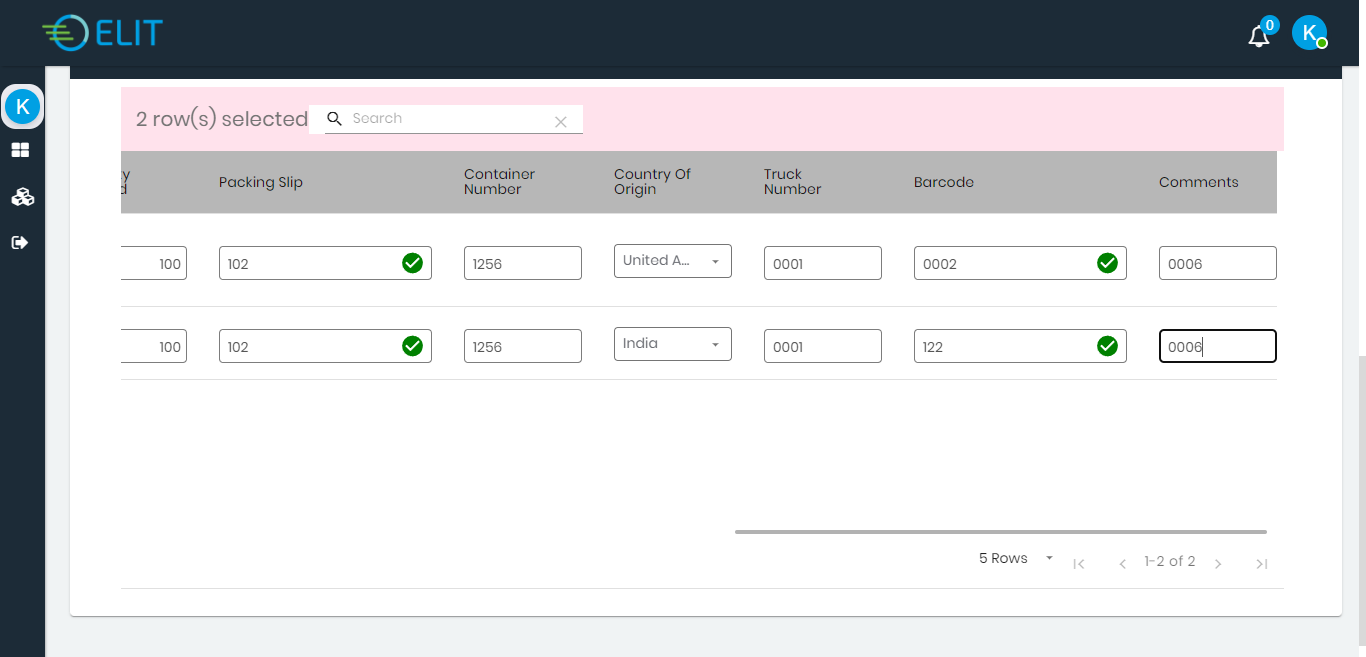 ELIT
0
K
K
2 row(s) selected
Search
Packing Slip
Container
Number
Country Of
Origin
Truck
Number
Barcode
Comments
100
102
1256
United A...
0001
0002
0006
100
102
1256
India
0001
122
0006
5 Rows
1-2 of 2